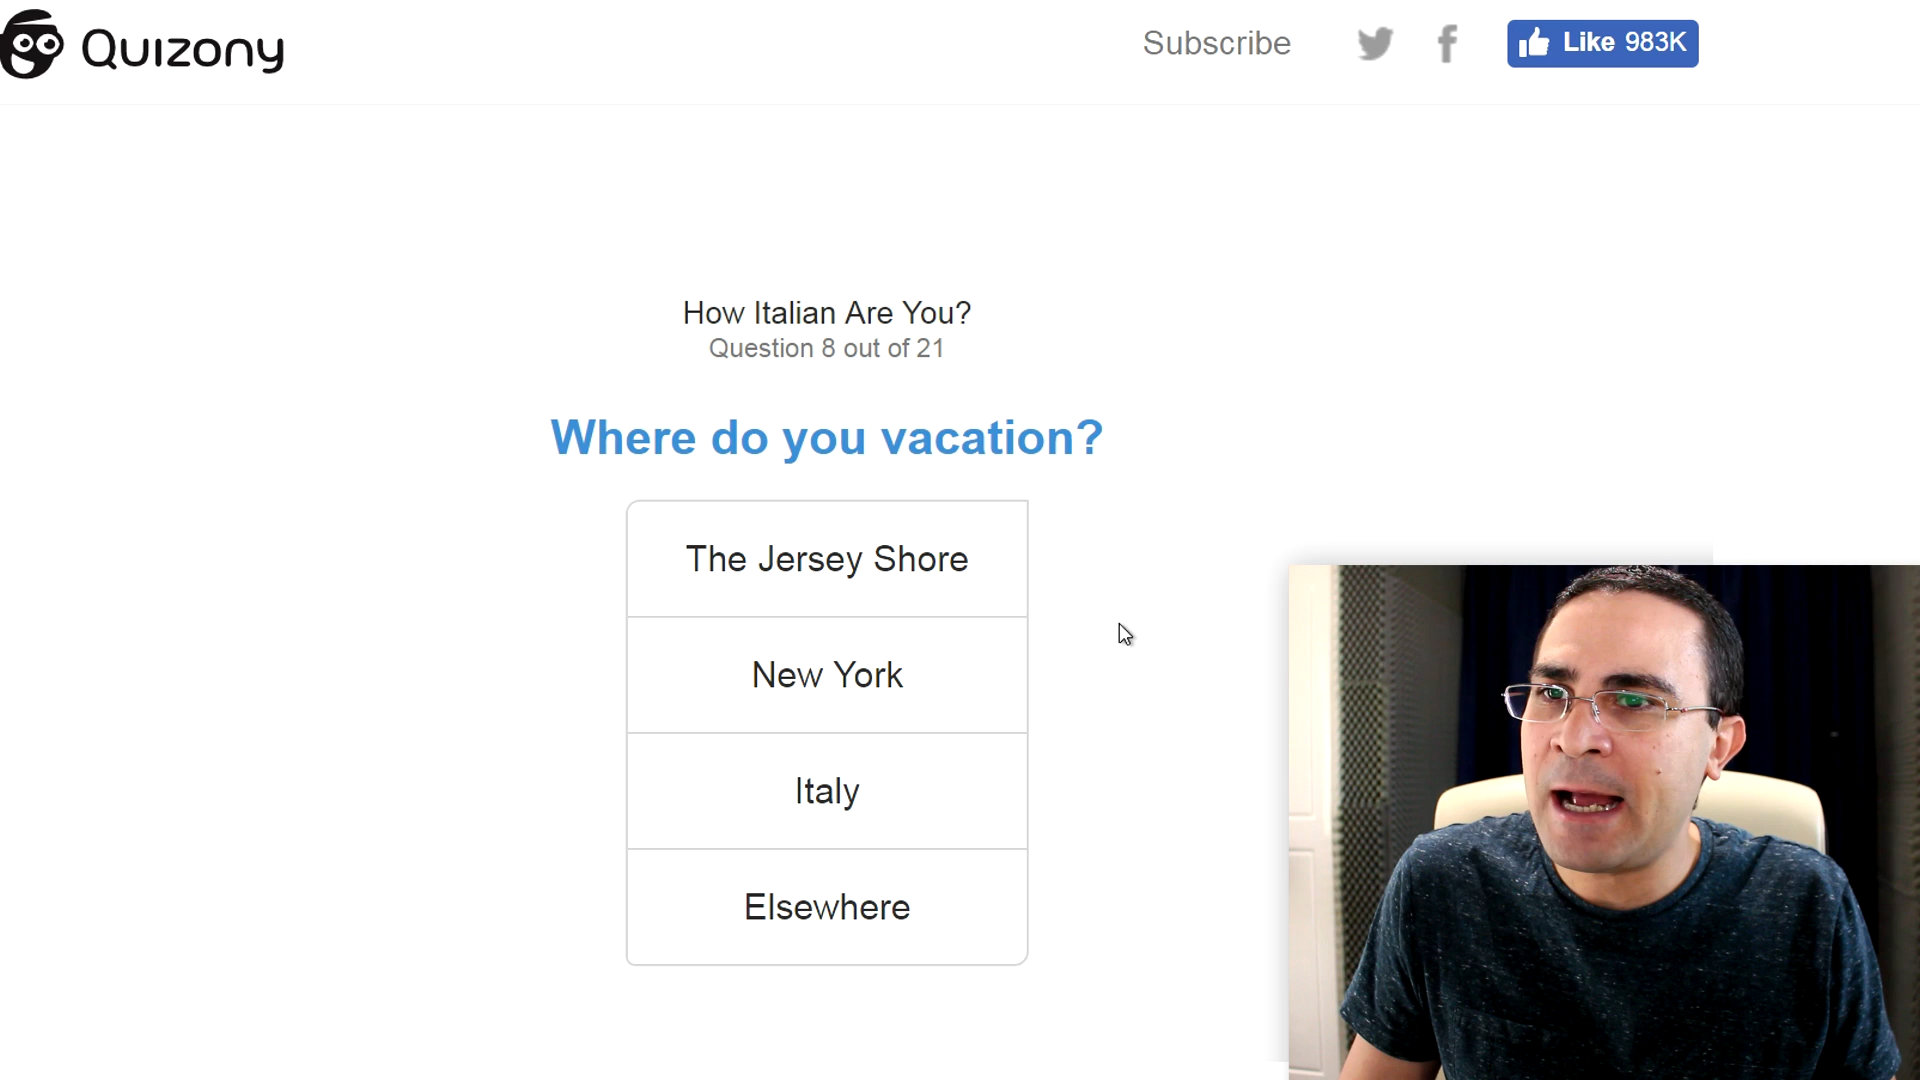 Quizony
Subscribe
Like 983K
How Italian Are You?
Question 8 out of 21
Where do you vacation?
The Jersey Shore
New York
Italy
Elsewhere